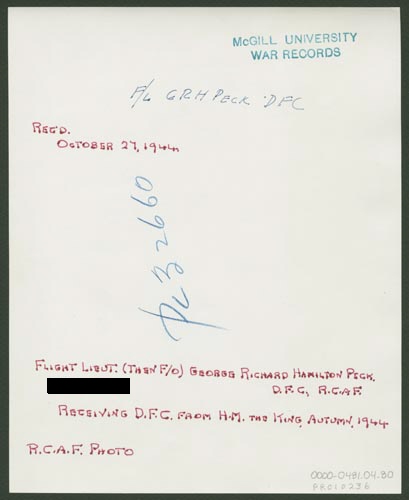 McGILL UNIVERSITY
WAR RECORDS
F/L G.R.H PECK DFC
REC'D.
OCTOBER 27, 1944.
PL 32660
FLIGHT LIEUT. (THEN F/O) GEORGE RICHARD HAMILTON PECK,
D.F.C., R.C.A.F.
RECEIVING D.F.C. FROM H.M. THE KING, AUTUMN, 1944
R.C.A.F. PHOTO
0000-0481.04.30
PR010236